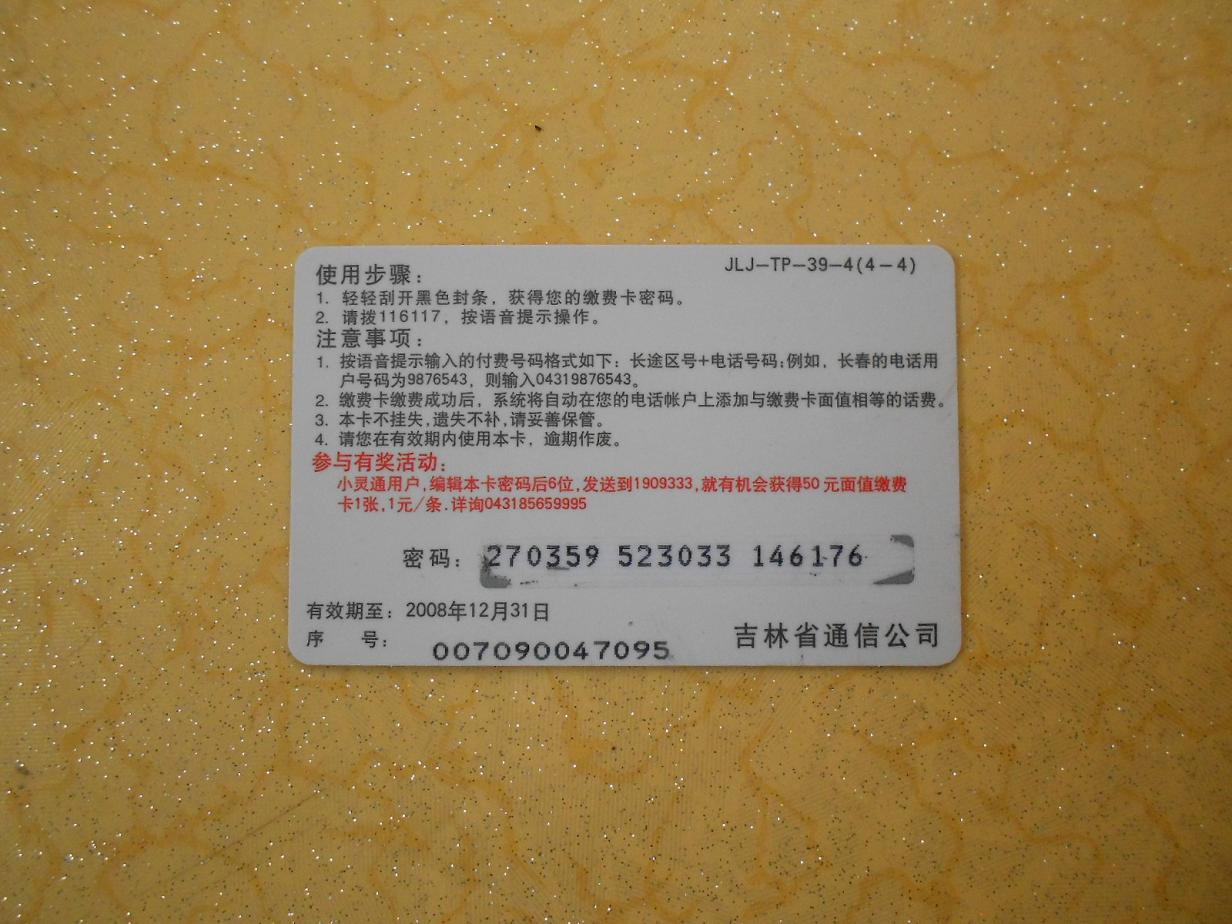 JLJ-TP-39-4(4-4)
使用步骤：
1. 轻轻刮开黑色封条，获得您的缴费卡密码。
2. 请拨116117，按语音提示操作。
注意事项：
1. 按语音提示输入的付费号码格式如下：长途区号+电话号码；例如，长春的电话用
户号码为9876543，则输入04319876543。
2. 缴费卡缴费成功后，系统将自动在您的电话帐户上添加与缴费卡面值相等的话费。
3. 本卡不挂失，遗失不补，请妥善保管。
4. 请您在有效期内使用本卡，逾期作废。
参与有奖活动：
小灵通用户，编辑本卡密码后6位，发送到1909333，就有机会获得50 元面值缴费
卡1张，1元/条.详询043185659995
密码：270359 523033 146176
有效期至：2008年12月31日
序 号：007090047095
吉林省通信公司